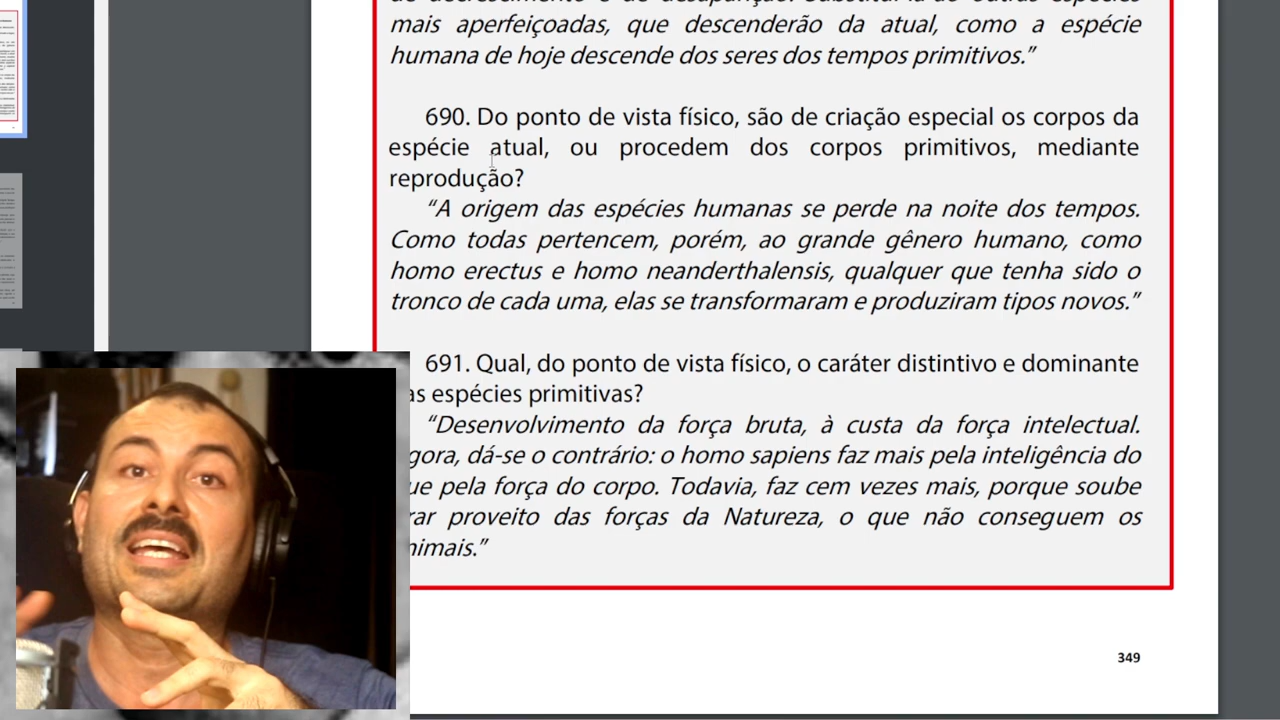 mais aperfeiçoadas, que descenderão da atual, como a espécie
humana de hoje descende dos seres dos tempos primitivos.”
690. Do ponto de vista físico, são de criação especial os corpos da
espécie atual, ou procedem dos corpos primitivos, mediante
reprodução?
“A origem das espécies humanas se perde na noite dos tempos.
Como todas pertencem, porém, ao grande gênero humano, como
homo erectus e homo neanderthalensis, qualquer que tenha sido o
tronco de cada uma, elas se transformaram e produziram tipos novos.”
691. Qual, do ponto de vista físico, o caráter distintivo e dominante
as espécies primitivas?
“Desenvolvimento da força bruta, à custa da força intelectual.
gora, dá-se o contrário: o homo sapiens faz mais pela inteligência do
ue pela força do corpo. Todavia, faz cem vezes mais, porque soube
rar proveito das forças da Natureza, o que não conseguem os
nimais.”
349